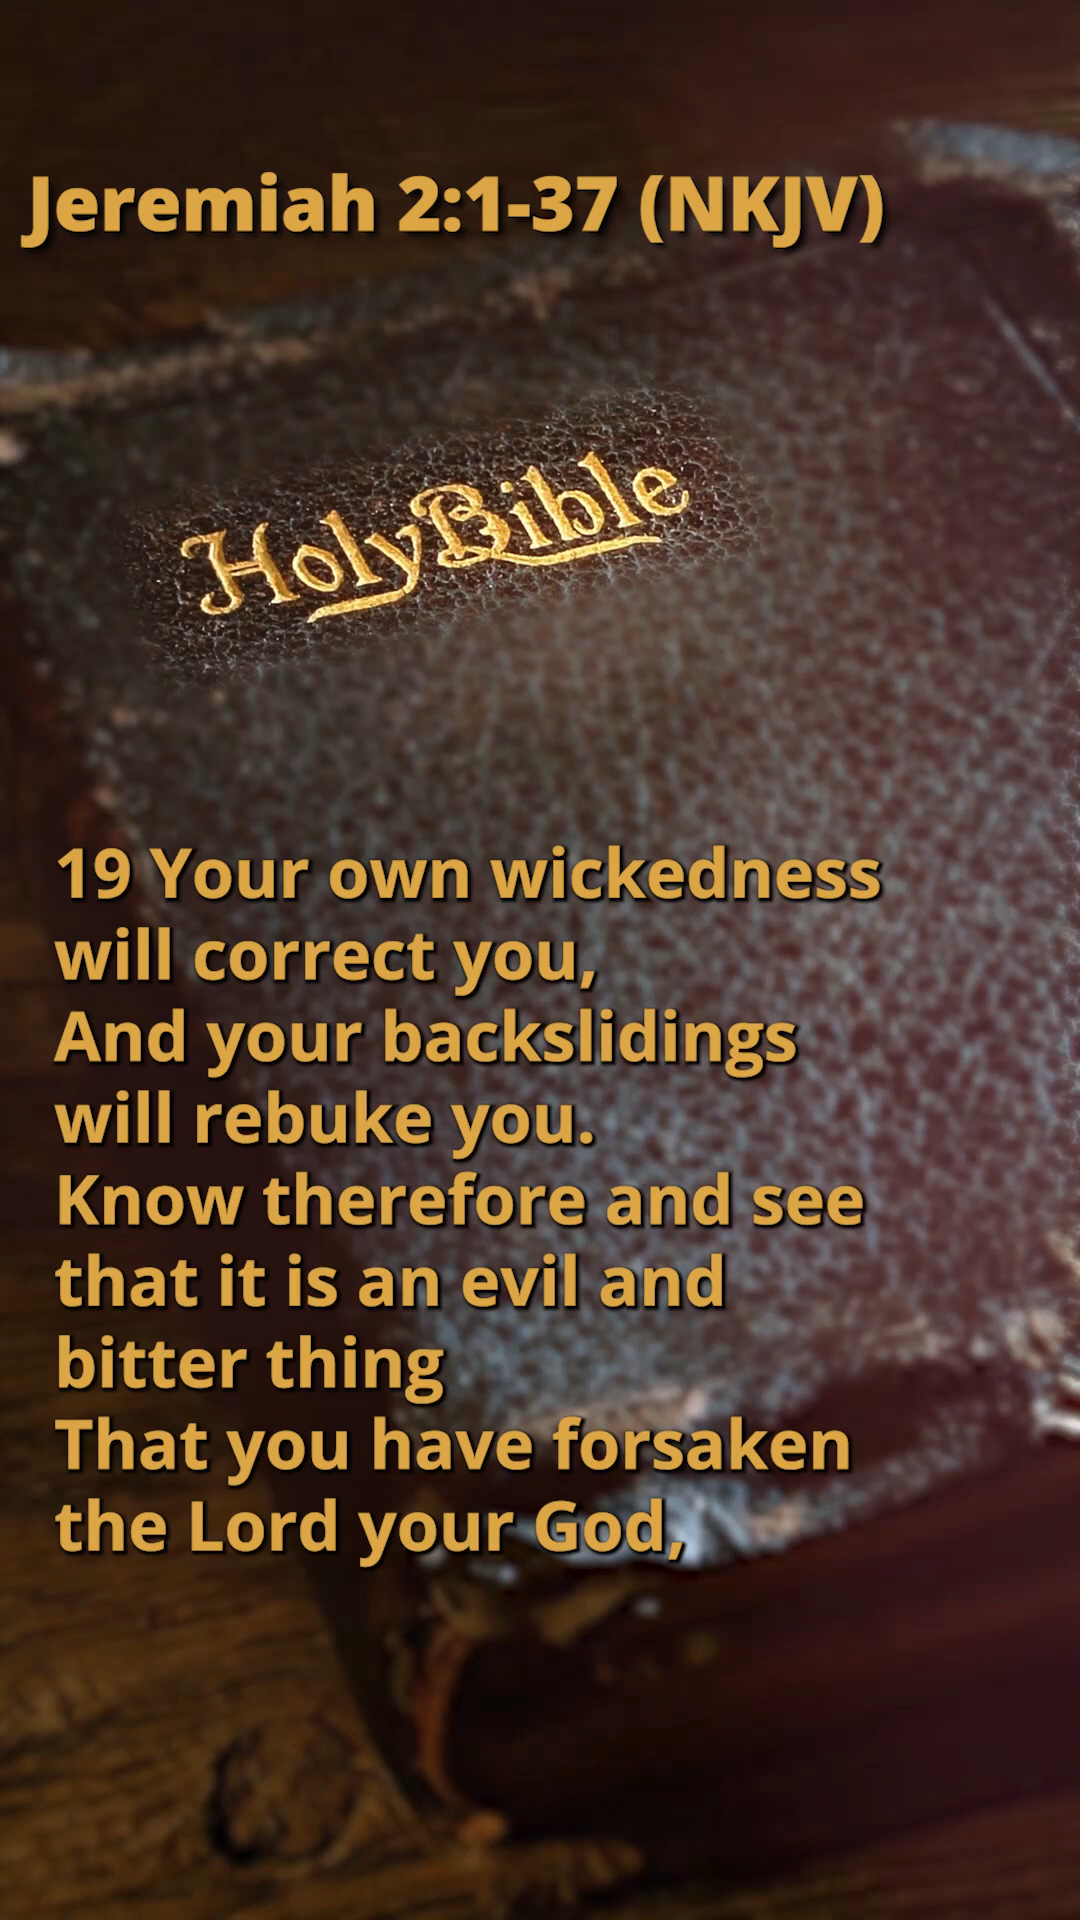 Jeremiah 2:1-37 (NKJV)
Holy Bible
19 Your own wickedness
will correct you,
And your backslidings
will rebuke you.
Know therefore and see
that it is an evil and
bitter thing
That you have forsaken
the Lord your God,